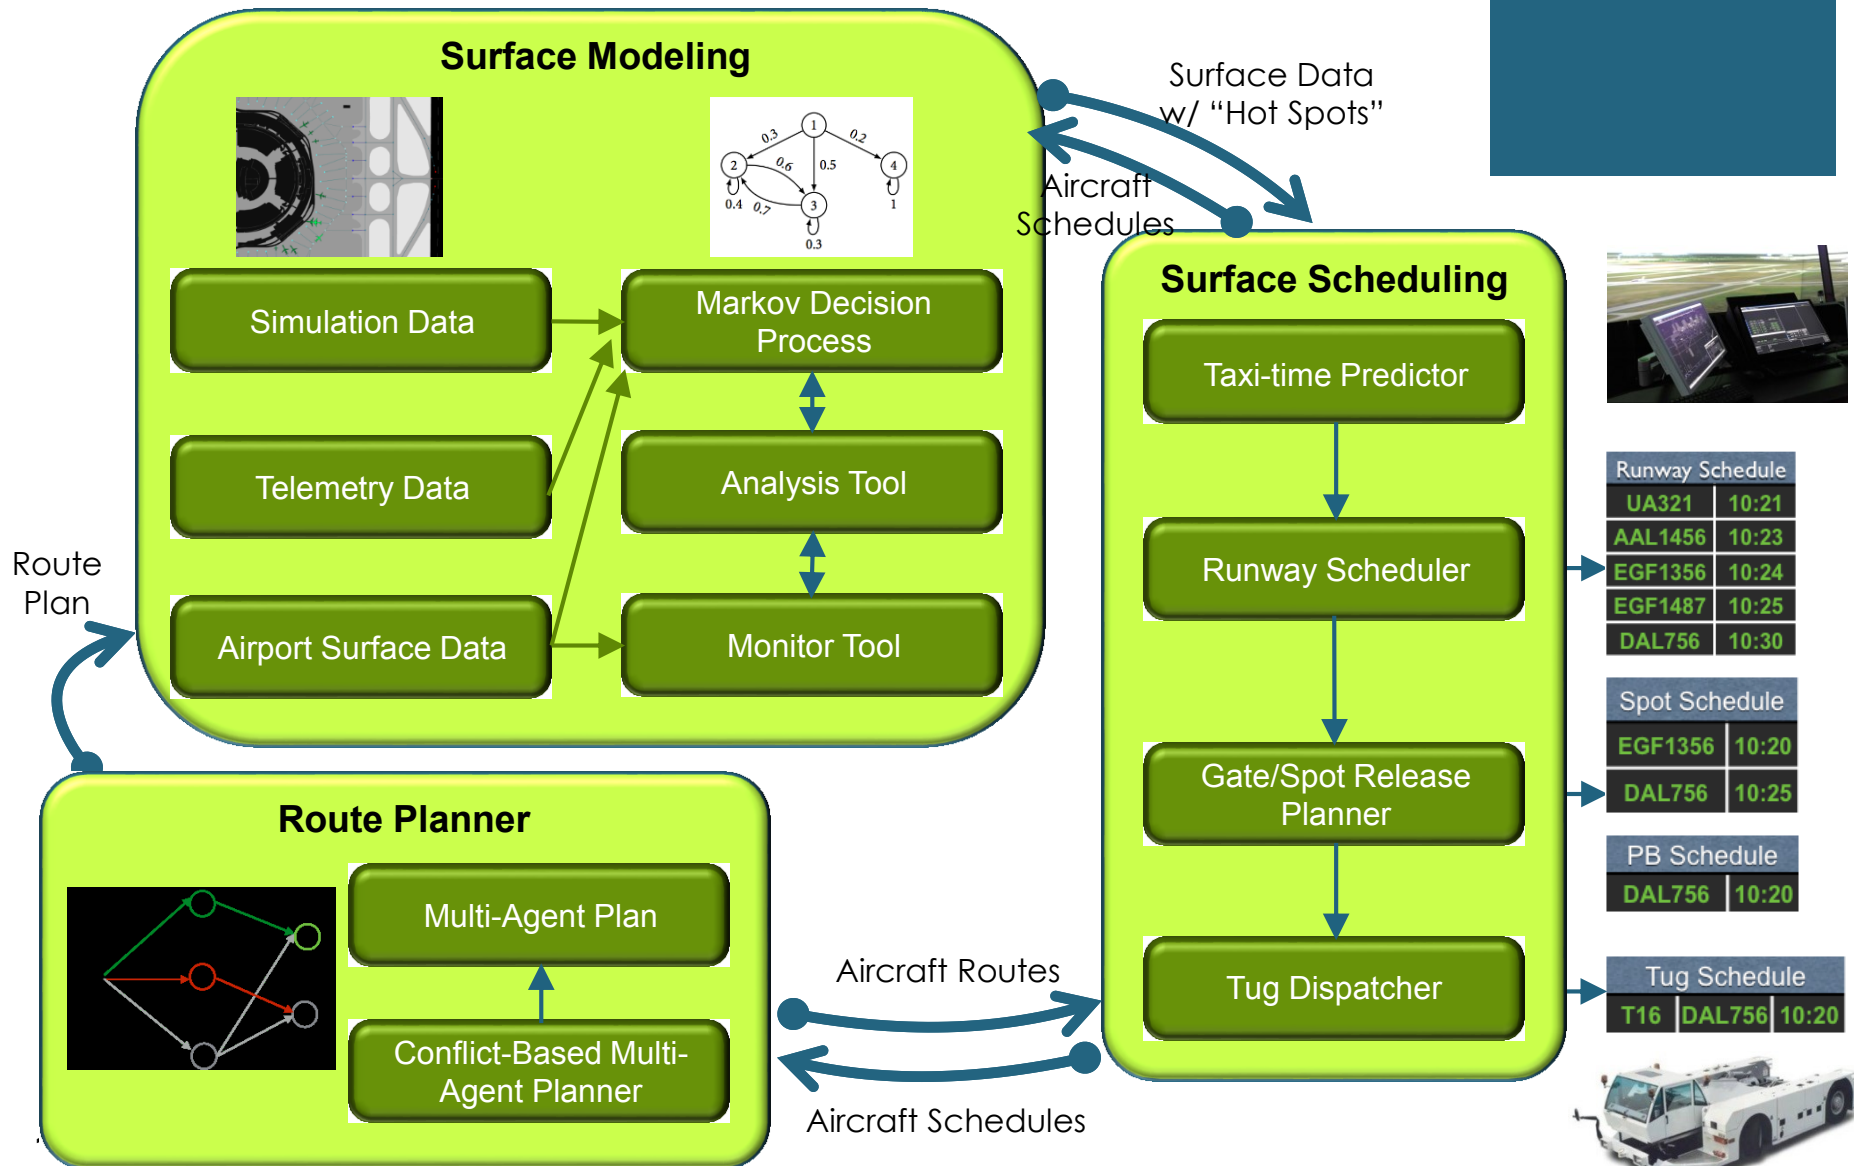 Surface Modeling
1
0.3
0.2
2
0.6
0.5
4
0.4
0.7
3
1
0.3
Simulation Data
Markov Decision
Process
Telemetry Data
Analysis Tool
Airport Surface Data
Monitor Tool
Surface Data
w/ “Hot Spots”
Aircraft
Schedules
Route
Plan
Surface Scheduling
Taxi-time Predictor
Runway Scheduler
Gate/Spot Release
Planner
Tug Dispatcher
Runway Schedule
UA321 10:21
AAL1456 10:23
EGF1356 10:24
EGF1487 10:25
DAL756 10:30
Spot Schedule
EGF1356 10:20
DAL756 10:25
PB Schedule
DAL756 10:20
Tug Schedule
T16 DAL756 10:20
Route Planner
Multi-Agent Plan
Conflict-Based Multi-
Agent Planner
Aircraft Routes
Aircraft Schedules